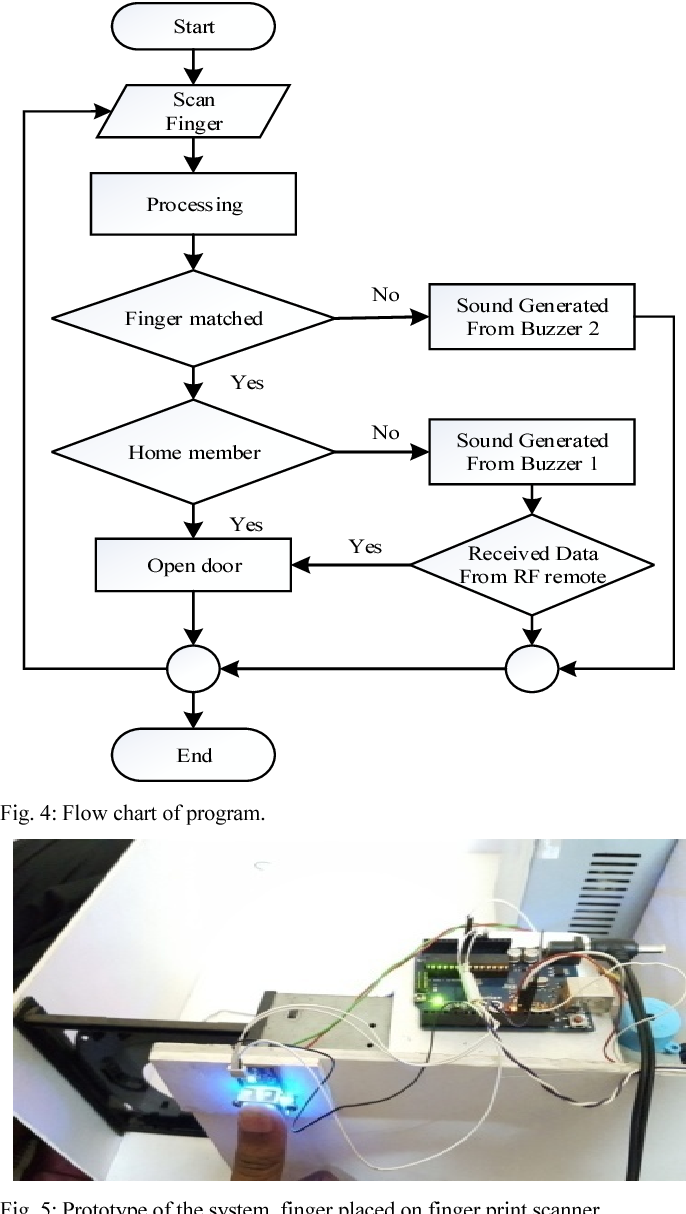 Start
Scan
Finger
Processing
Finger matched
No
Sound Generated
From Buzzer 2
Yes
Home member
No
Sound Generated
From Buzzer 1
Yes
Open door
Yes
Received Data
From RF remote
End
Fig. 4: Flow chart of program.
Fig. 5: Prototype of the system, finger placed on finger print scanner